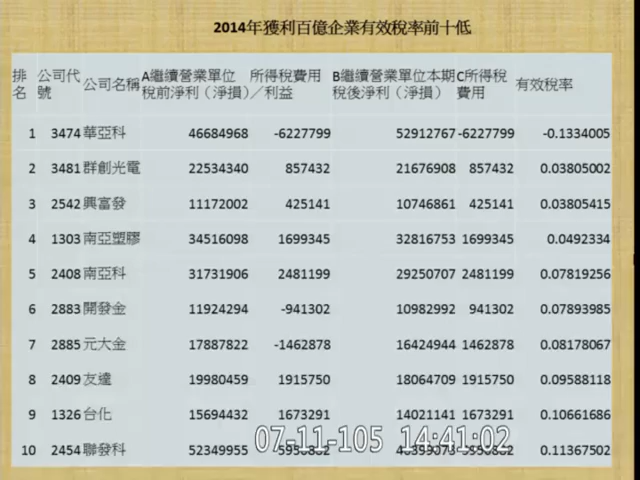 2014年獲利百億企業有效稅率前十低
排名 公司代號 公司名稱 A繼續營業單位稅前淨利（淨損） 所得稅費用／利益 B繼續營業單位本期稅後淨利（淨損） C所得稅費用 有效稅率
1 3474 華亞科 46684968 -6227799 52912767 -6227799 -0.1334005
2 3481 群創光電 22534340 857432 21676908 857432 0.03805002
3 2542 興富發 11172002 425141 10746861 425141 0.03805415
4 1303 南亞塑膠 34516098 1699345 32816753 1699345 0.0492334
5 2408 南亞科 31731906 2481199 29250707 2481199 0.07819256
6 2883 開發金 11924294 -941302 10982992 941302 0.07893985
7 2885 元大金 17887822 -1462878 16424944 1462878 0.08178067
8 2409 友達 19980459 1915750 18064709 1915750 0.09588118
9 1326 台化 15694432 1673291 14021141 1673291 0.10661686
10 2454 聯發科 52349955 0.11367502
07-11-105 14:41:02